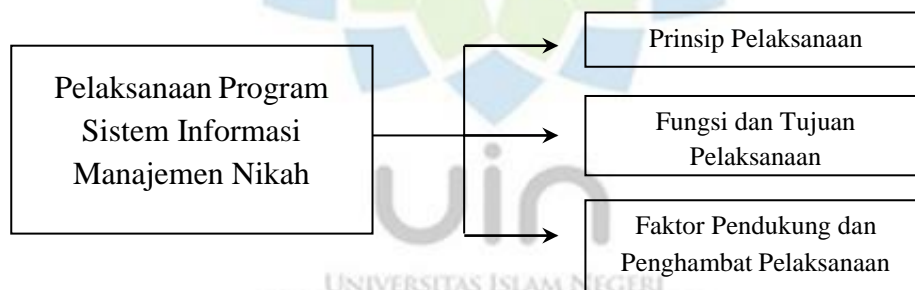 Pelaksanaan Program
Sistem Informasi
Manajemen Nikah
Prinsip Pelaksanaan
Fungsi dan Tujuan
Pelaksanaan
Faktor Pendukung dan
Penghambat Pelaksanaan
uin
UNIVERSITAS ISLAM NEGERI